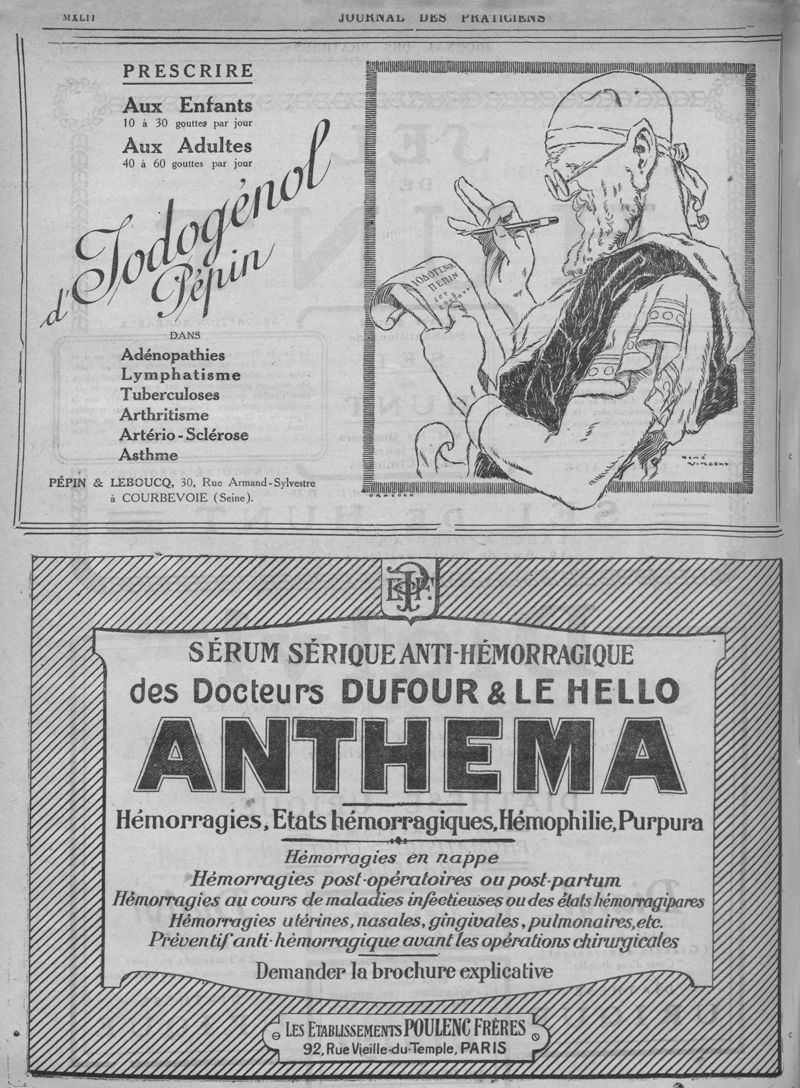 MXLII
JOURNAL DES PRATICIENS
PRESCRIRE
Aux Enfants
10 à 30 gouttes par jour
Aux Adultes
40 à 60 gouttes par jour
d'Iodogénol
Pépin
DANS
Adénopathies
Lymphatisme
Tuberculoses
Arthritisme
Artério-Sclérose
Asthme
PÉPIN & LEBOUCQ, 30, Rue Armand-Sylvestre
à COURBEVOIE (Seine).
PEPIN
RENÉ
VINCENT
DRAEGER
SÉRUM SÉRIQUE ANTI-HÉMORRAGIQUE
des Docteurs DUFOUR & LE HELLO
ANTHEMA
Hémorragies, Etats hémorragiques, Hémophilie, Purpura
Hémorragies en nappe
Hémorragies post-opératoires ou post-partum
Hémorragies au cours de maladies infectieuses ou des états hémorragipares
Hémorragies utérines, nasales, gingivales, pulmonaires, etc.
Préventif anti-hémorragique avant les opérations chirurgicales
Demander la brochure explicative
LES ETABLISSEMENTS POULENC FRÈRES
92, Rue Vieille-du-Temple, PARIS